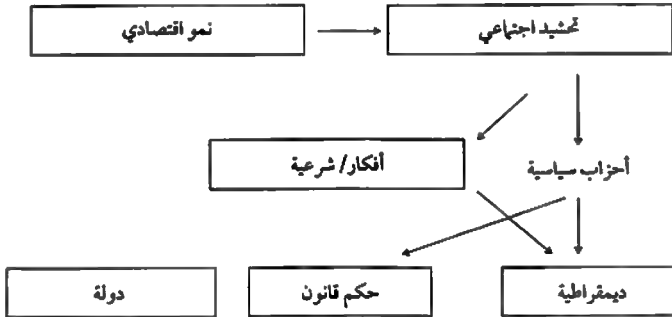 نمو اقتصادي
تحشيد اجتماعي
أفكار/ شرعية
أحزاب سياسية
دولة
حكم قانون
ديمقراطية